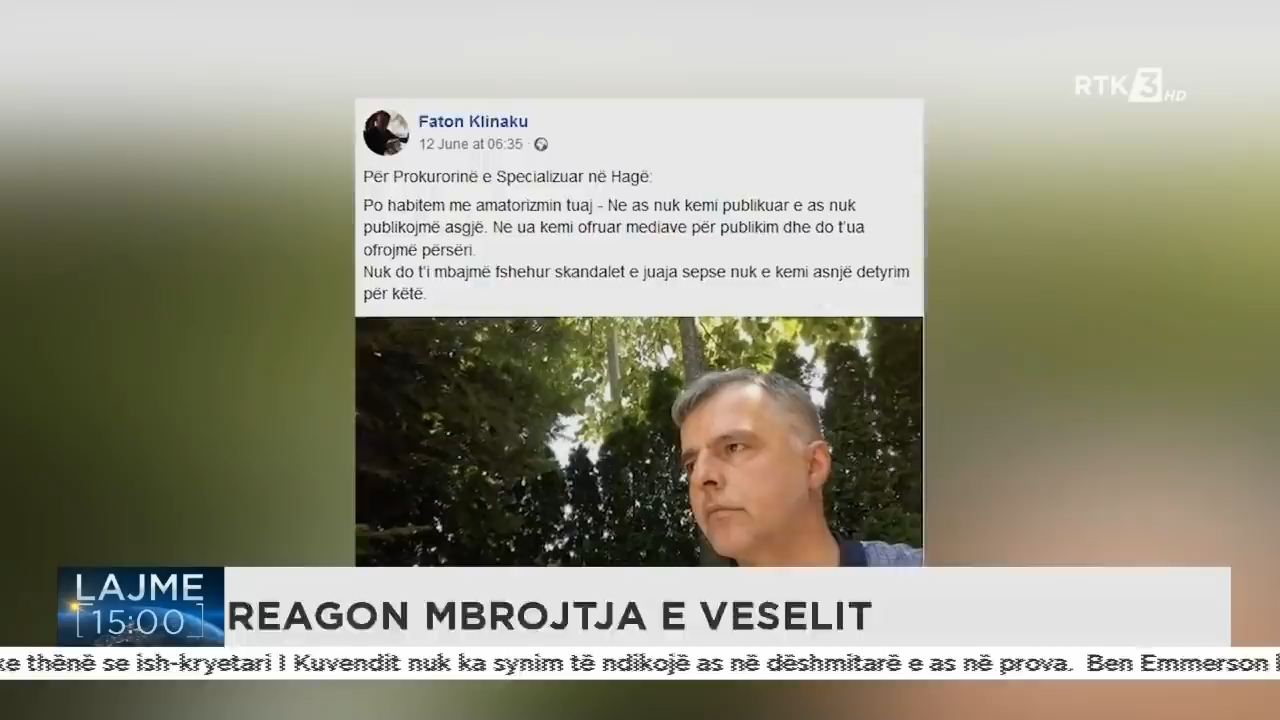 RTK 3 HD
Faton Klinaku
12 June at 06:35 ·
Për Prokurorinë e Specializuar në Hagë:
Po habitem me amatorizmin tuaj - Ne as nuk kemi publikuar e as nuk
publikojmë asgjë. Ne ua kemi ofruar mediave për publikim dhe do t'ua
ofrojmë përsëri.
Nuk do t'i mbajmë fshehur skandalet e juaja sepse nuk e kemi asnjë detyrim
për këtë.
LAJME
15:00
REAGON MBROJTJA E VESELIT
ke thënë se ish-kryetari I Kuvendit nuk ka synim të ndikojë as në dëshmitarë e as në prova. Ben Emmerson